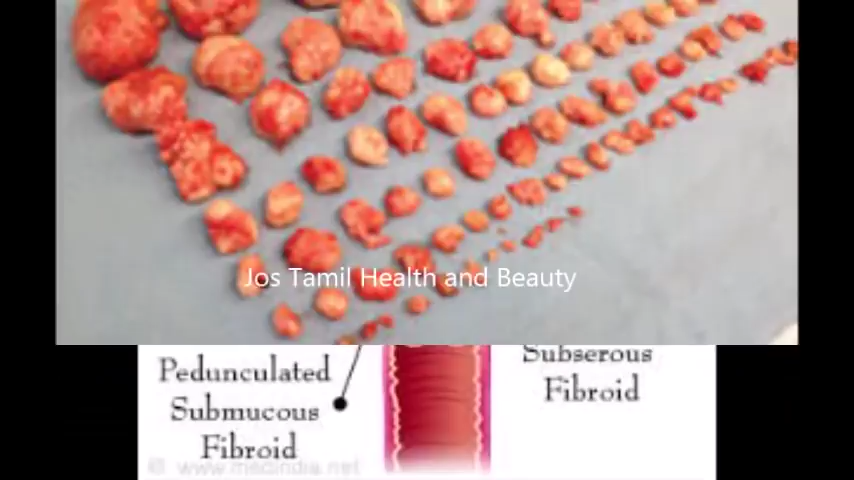 Jos Tamil Health and Beauty
Pedunculated
Submucous
Fibroid
Subserous
Fibroid
© www.medindia.net